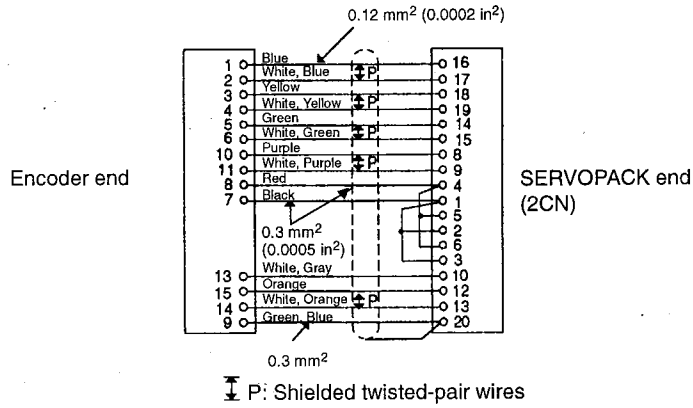 0.12 mm² (0.0002 in²)
Blue
1 16
White, Blue P
2 17
Yellow
3 18
White, Yellow P
4 19
Green
5 14
White, Green P
6 15
Purple
10 8
White, Purple P
11 9
Red
8 4
Black
7 1
Encoder end
SERVOPACK end
(2CN)
5
2
6
3
0.3 mm²
(0.0005 in²)
White, Gray
13 10
Orange
15 12
White, Orange P
14 13
Green, Blue
9 20
0.3 mm²
P: Shielded twisted-pair wires